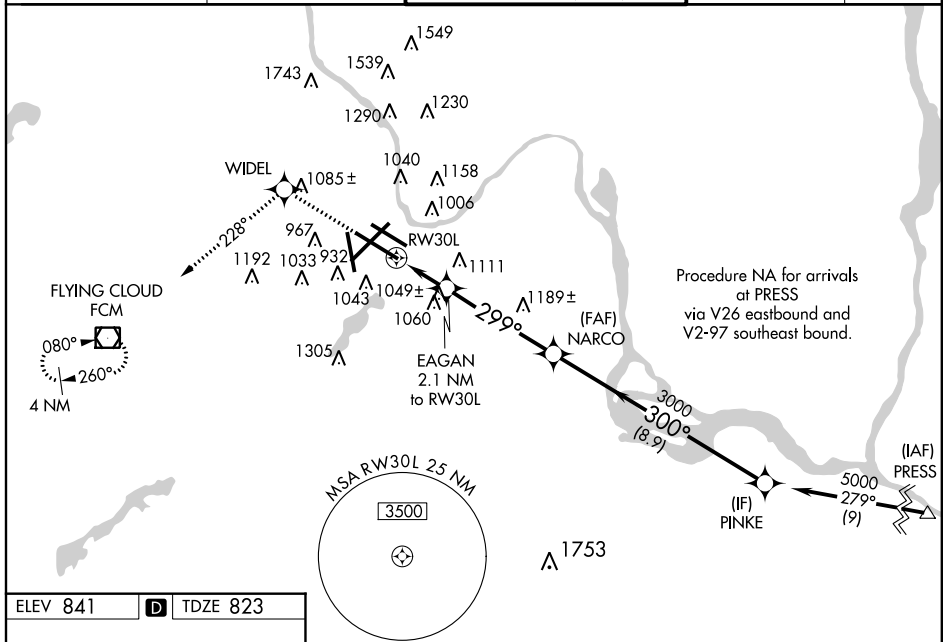 1549
1539
1743
1290
1230
1040
1158
WIDEL
1085±
1006
228°
967
RW30L
1192
1033
932
1111
1043
1049±
1189±
1060
299°
(FAF)
NARCO
Procedure NA for arrivals
at PRESS
via V26 eastbound and
V2-97 southeast bound.
FLYING CLOUD
FCM
080°
260°
4 NM
1305
EAGAN
2.1 NM
to RW30L
3000
300°
(8.9)
(IAF)
PRESS
5000
279°
(9)
(IF)
PINKE
MSA RW30L 25 NM
3500
1753
ELEV 841 D TDZE 823